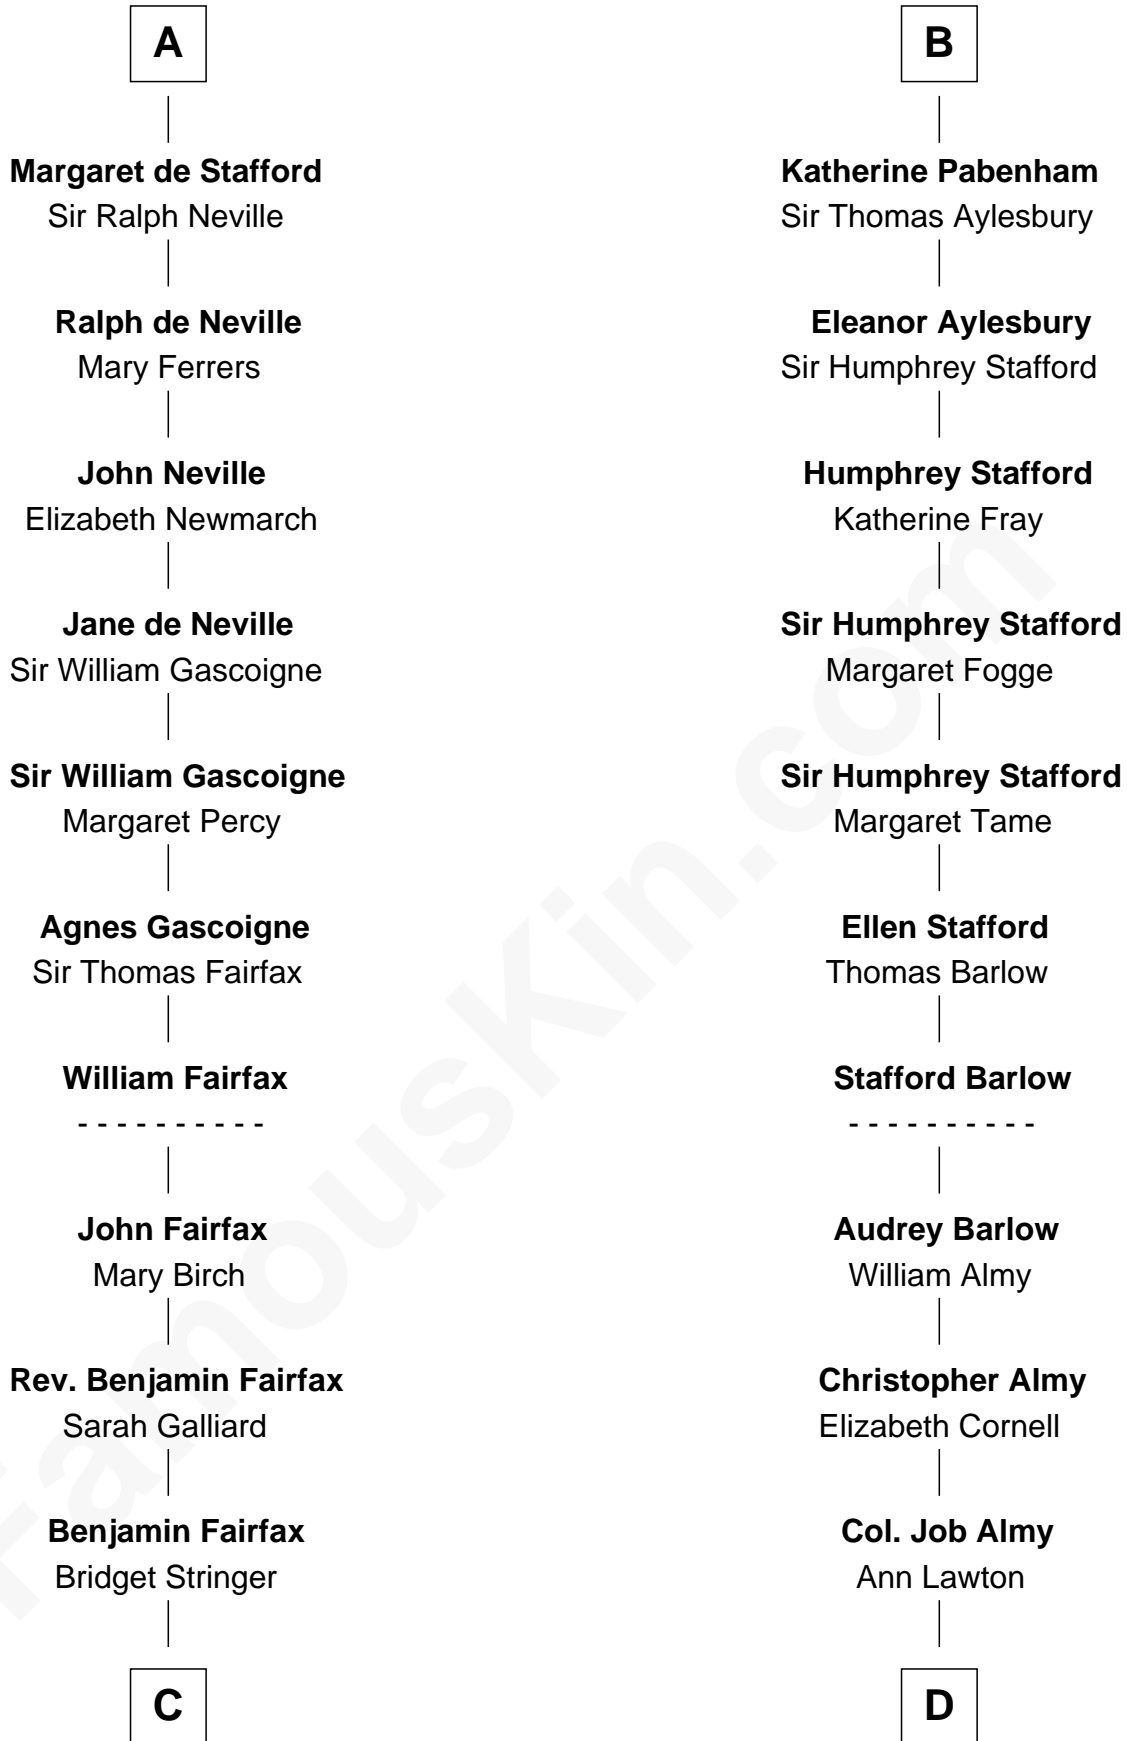 A
Margaret de Stafford
Sir Ralph Neville
Ralph de Neville
Mary Ferrers
John Neville
Elizabeth Newmarch
Jane de Neville
Sir William Gascoigne
Sir William Gascoigne
Margaret Percy
Agnes Gascoigne
Sir Thomas Fairfax
William Fairfax
- - - - - - - - - -
John Fairfax
Mary Birch
Rev. Benjamin Fairfax
Sarah Galliard
Benjamin Fairfax
Bridget Stringer
C
B
Katherine Pabenham
Sir Thomas Aylesbury
Eleanor Aylesbury
Sir Humphrey Stafford
Humphrey Stafford
Katherine Fray
Sir Humphrey Stafford
Margaret Fogge
Sir Humphrey Stafford
Margaret Tame
Ellen Stafford
Thomas Barlow
Stafford Barlow
- - - - - - - - - -
Audrey Barlow
William Almy
Christopher Almy
Elizabeth Cornell
Col. Job Almy
Ann Lawton
D
FamousKin.com